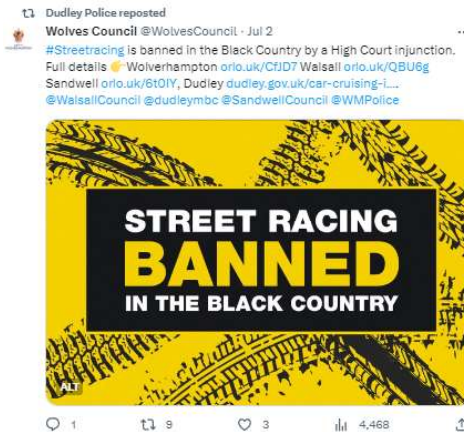 Dudley Police reposted
Wolves Council @WolvesCouncil · Jul 2
#Streetracing is banned in the Black Country by a High Court injunction.
Full details 👉Wolverhampton orlo.uk/CfJD7 Walsall orlo.uk/QBU6g
Sandwell orlo.uk/6t0IY, Dudley dudley.gov.uk/car-cruising-i....
@WalsallCouncil @dudleymbc @SandwellCouncil @WMPolice
STREET RACING
BANNED
IN THE BLACK COUNTRY
ALT
1 9 3 4,468